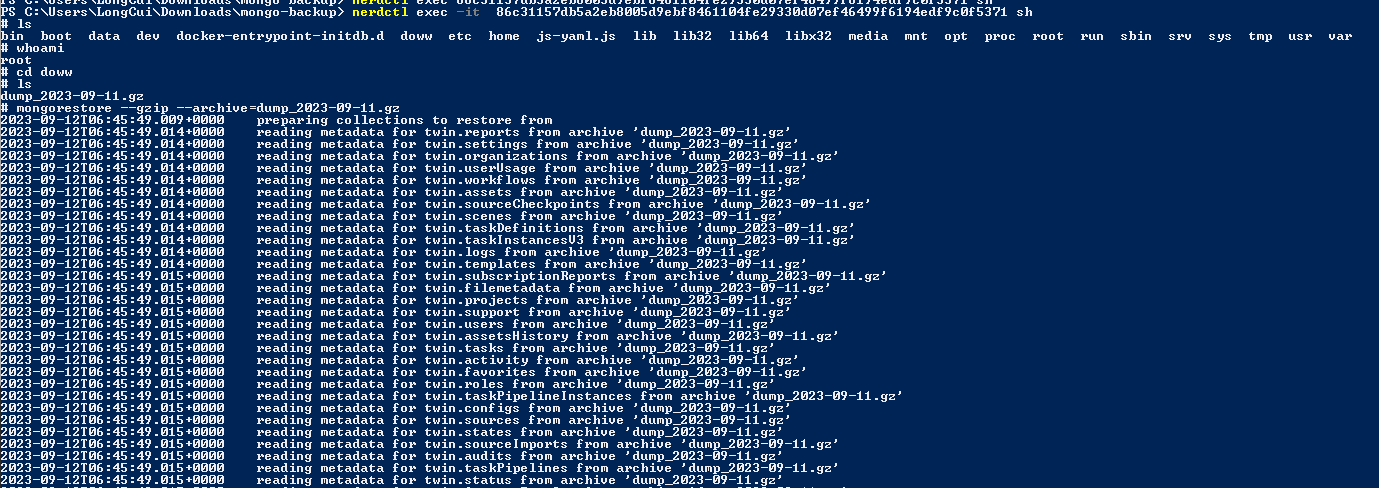 PS C:\Users\LongCui\Downloads\mongo-backup> nerdctl exec -it  86c31157db5a2eb8005d9ebf8461104fe29330d07ef46499f6194edf9c0f5371 sh
# ls
bin  boot  data  dev  docker-entrypoint-initdb.d  doww  etc  home  js-yaml.js  lib  lib32  lib64  libx32  media  mnt  opt  proc  root  run  sbin  srv  sys  tmp  usr  var
# whoami
root
# cd doww
# ls
dump_2023-09-11.gz
# mongorestore --gzip --archive=dump_2023-09-11.gz
2023-09-12T06:45:49.009+0000    preparing collections to restore from
2023-09-12T06:45:49.014+0000    reading metadata for twin.reports from archive 'dump_2023-09-11.gz'
2023-09-12T06:45:49.014+0000    reading metadata for twin.settings from archive 'dump_2023-09-11.gz'
2023-09-12T06:45:49.014+0000    reading metadata for twin.organizations from archive 'dump_2023-09-11.gz'
2023-09-12T06:45:49.014+0000    reading metadata for twin.userUsage from archive 'dump_2023-09-11.gz'
2023-09-12T06:45:49.014+0000    reading metadata for twin.workflows from archive 'dump_2023-09-11.gz'
2023-09-12T06:45:49.014+0000    reading metadata for twin.assets from archive 'dump_2023-09-11.gz'
2023-09-12T06:45:49.014+0000    reading metadata for twin.sourceCheckpoints from archive 'dump_2023-09-11.gz'
2023-09-12T06:45:49.014+0000    reading metadata for twin.scenes from archive 'dump_2023-09-11.gz'
2023-09-12T06:45:49.014+0000    reading metadata for twin.taskDefinitions from archive 'dump_2023-09-11.gz'
2023-09-12T06:45:49.014+0000    reading metadata for twin.taskInstancesV3 from archive 'dump_2023-09-11.gz'
2023-09-12T06:45:49.014+0000    reading metadata for twin.logs from archive 'dump_2023-09-11.gz'
2023-09-12T06:45:49.014+0000    reading metadata for twin.templates from archive 'dump_2023-09-11.gz'
2023-09-12T06:45:49.015+0000    reading metadata for twin.subscriptionReports from archive 'dump_2023-09-11.gz'
2023-09-12T06:45:49.015+0000    reading metadata for twin.filemetadata from archive 'dump_2023-09-11.gz'
2023-09-12T06:45:49.015+0000    reading metadata for twin.projects from archive 'dump_2023-09-11.gz'
2023-09-12T06:45:49.015+0000    reading metadata for twin.support from archive 'dump_2023-09-11.gz'
2023-09-12T06:45:49.015+0000    reading metadata for twin.users from archive 'dump_2023-09-11.gz'
2023-09-12T06:45:49.015+0000    reading metadata for twin.assetsHistory from archive 'dump_2023-09-11.gz'
2023-09-12T06:45:49.015+0000    reading metadata for twin.tasks from archive 'dump_2023-09-11.gz'
2023-09-12T06:45:49.015+0000    reading metadata for twin.activity from archive 'dump_2023-09-11.gz'
2023-09-12T06:45:49.015+0000    reading metadata for twin.favorites from archive 'dump_2023-09-11.gz'
2023-09-12T06:45:49.015+0000    reading metadata for twin.roles from archive 'dump_2023-09-11.gz'
2023-09-12T06:45:49.015+0000    reading metadata for twin.taskPipelineInstances from archive 'dump_2023-09-11.gz'
2023-09-12T06:45:49.015+0000    reading metadata for twin.configs from archive 'dump_2023-09-11.gz'
2023-09-12T06:45:49.015+0000    reading metadata for twin.sources from archive 'dump_2023-09-11.gz'
2023-09-12T06:45:49.015+0000    reading metadata for twin.states from archive 'dump_2023-09-11.gz'
2023-09-12T06:45:49.015+0000    reading metadata for twin.sourceImports from archive 'dump_2023-09-11.gz'
2023-09-12T06:45:49.015+0000    reading metadata for twin.audits from archive 'dump_2023-09-11.gz'
2023-09-12T06:45:49.015+0000    reading metadata for twin.taskPipelines from archive 'dump_2023-09-11.gz'
2023-09-12T06:45:49.015+0000    reading metadata for twin.status from archive 'dump_2023-09-11.gz'